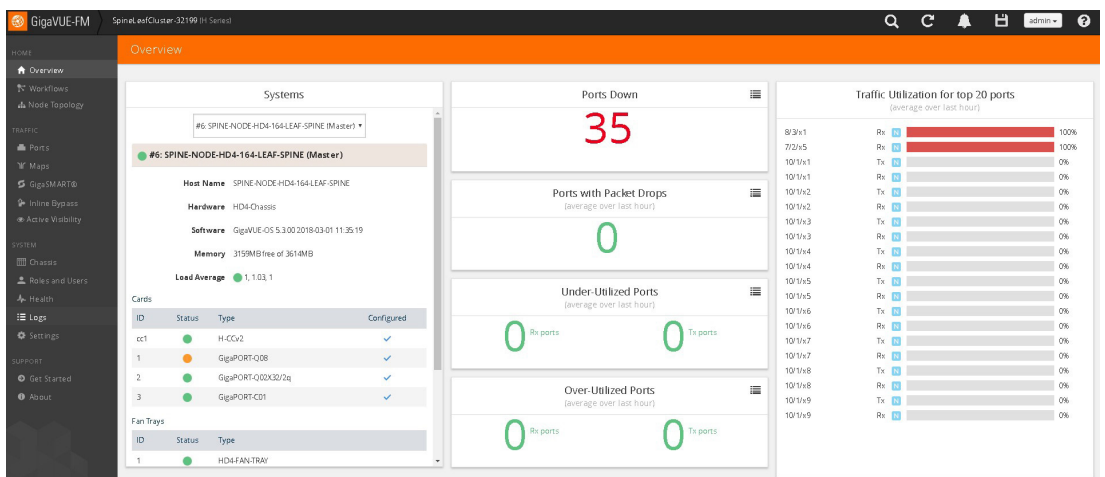 GigaVUE-FM
SpineLeafCluster-32199 (H Series)
admin
HOME
Overview
Workflows
Node Topology
TRAFFIC
Ports
Maps
GigaSMART®
Inline Bypass
Active Visibility
SYSTEM
Chassis
Roles and Users
Health
Logs
Settings
SUPPORT
Get Started
About
Overview
Systems
#6: SPINE-NODE-HD4-164-LEAF-SPINE (Master)
#6: SPINE-NODE-HD4-164-LEAF-SPINE (Master)
Host Name SPINE-NODE-HD4-164-LEAF-SPINE
Hardware HD4-Chassis
Software GigaVUE-OS 5.3.00 2018-03-01 11:35:19
Memory 3159MB free of 3614MB
Load Average 1, 1.03, 1
Cards
ID Status Type Configured
cc1 H-CCv2
1 GigaPORT-Q08
2 GigaPORT-Q02X32/2q
3 GigaPORT-C01
Fan Trays
ID Status Type
1 HD4-FAN-TRAY
Ports Down
35
Ports with Packet Drops
(average over last hour)
0
Under-Utilized Ports
(average over last hour)
0 Rx ports 0 Tx ports
Over-Utilized Ports
(average over last hour)
0 Rx ports 0 Tx ports
Traffic Utilization for top 20 ports
(average over last hour)
8/3/x1 Rx N 100%
7/2/x5 Rx N 100%
10/1/x1 Tx N 0%
10/1/x1 Rx N 0%
10/1/x2 Tx N 0%
10/1/x2 Rx N 0%
10/1/x3 Tx N 0%
10/1/x3 Rx N 0%
10/1/x4 Tx N 0%
10/1/x4 Rx N 0%
10/1/x5 Tx N 0%
10/1/x5 Rx N 0%
10/1/x6 Tx N 0%
10/1/x6 Rx N 0%
10/1/x7 Tx N 0%
10/1/x7 Rx N 0%
10/1/x8 Tx N 0%
10/1/x8 Rx N 0%
10/1/x9 Tx N 0%
10/1/x9 Rx N 0%